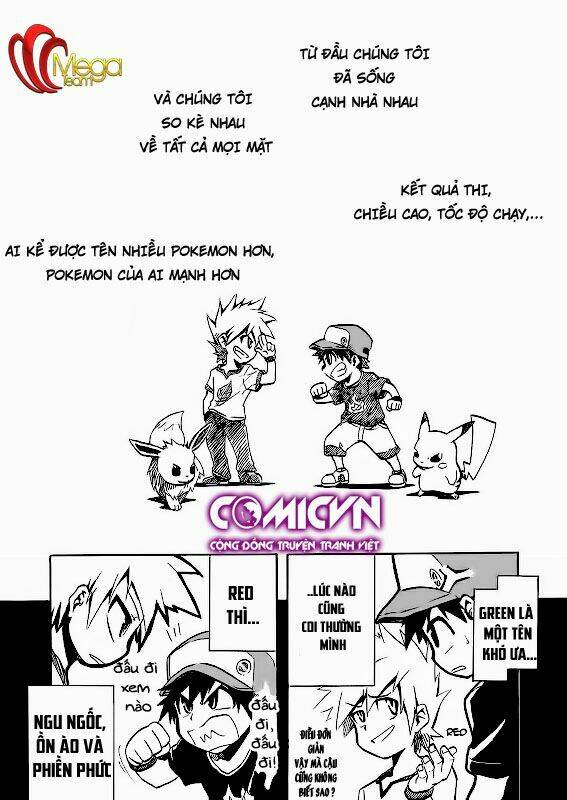 Mega
Team
TỪ ĐẦU CHÚNG TÔI
ĐÃ SỐNG
CẠNH NHÀ NHAU
VÀ CHÚNG TÔI
SO KÈ NHAU
VỀ TẤT CẢ MỌI MẶT
KẾT QUẢ THI,
CHIỀU CAO, TỐC ĐỘ CHẠY,...
AI KỂ ĐƯỢC TÊN NHIỀU POKEMON HƠN,
POKEMON CỦA AI MẠNH HƠN
COMICVN
CỘNG ĐỒNG TRUYỆN TRANH VIỆT
GREEN LÀ
MỘT TÊN
KHÓ ƯA...
..LÚC NÀO
CŨNG
COI THƯỜNG
MÌNH
RED
ĐIỀU ĐƠN
GIẢN
VẬY MÀ CẬU
CŨNG KHÔNG
BIẾT SAO?
RED
THÌ...
đấu đi
xem
nào
đấu
đi,
đấu
đi!
NGU NGỐC,
ỒN ÀO VÀ
PHIỀN PHỨC